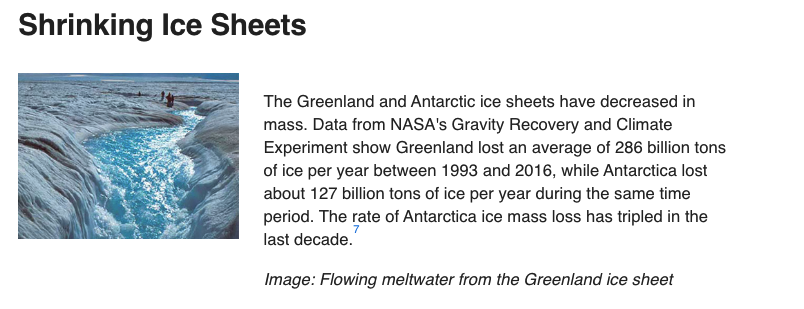 Shrinking Ice Sheets
The Greenland and Antarctic ice sheets have decreased in
mass. Data from NASA's Gravity Recovery and Climate
Experiment show Greenland lost an average of 286 billion tons
of ice per year between 1993 and 2016, while Antarctica lost
about 127 billion tons of ice per year during the same time
period. The rate of Antarctica ice mass loss has tripled in the
last decade.7
Image: Flowing meltwater from the Greenland ice sheet